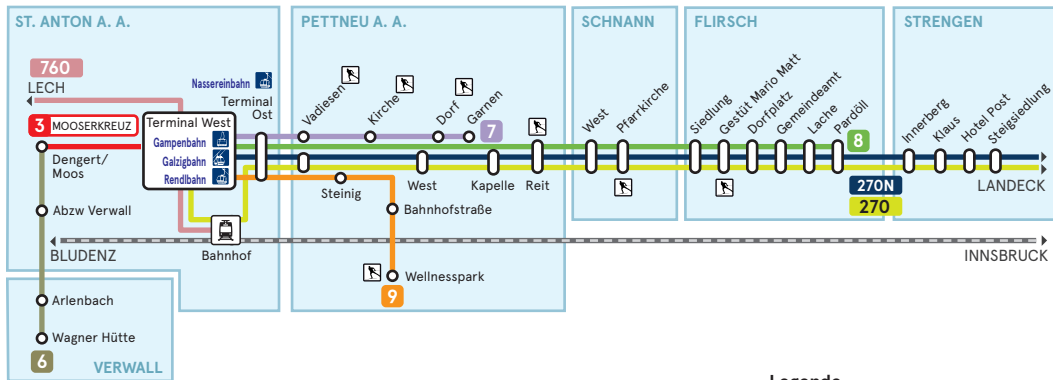 ST. ANTON A. A.
PETTNEU A. A.
SCHNANN
FLIRSCH
STRENGEN
760
LECH
Nassereinbahn
Terminal
Ost
3 MOOSERKREUZ
Terminal West
Gampenbahn
Galzigbahn
Rendlbahn
Dengert/
Moos
Abzw Verwall
Bahnhof
Vadiesen
Kirche
Dorf
Garnen
7
Steinig
West
Kapelle
Reit
Bahnhofstraße
Wellnesspark
9
West
Pfarrkirche
Siedlung
Gestüt Mario Matt
Dorfplatz
Gemeindeamt
Lache
Pardöll
8
270N
270
Innerberg
Klaus
Hotel Post
Steigsiedlung
LANDECK
BLUDENZ
INNSBRUCK
Arlenbach
Wagner Hütte
6
VERWALL
Legende